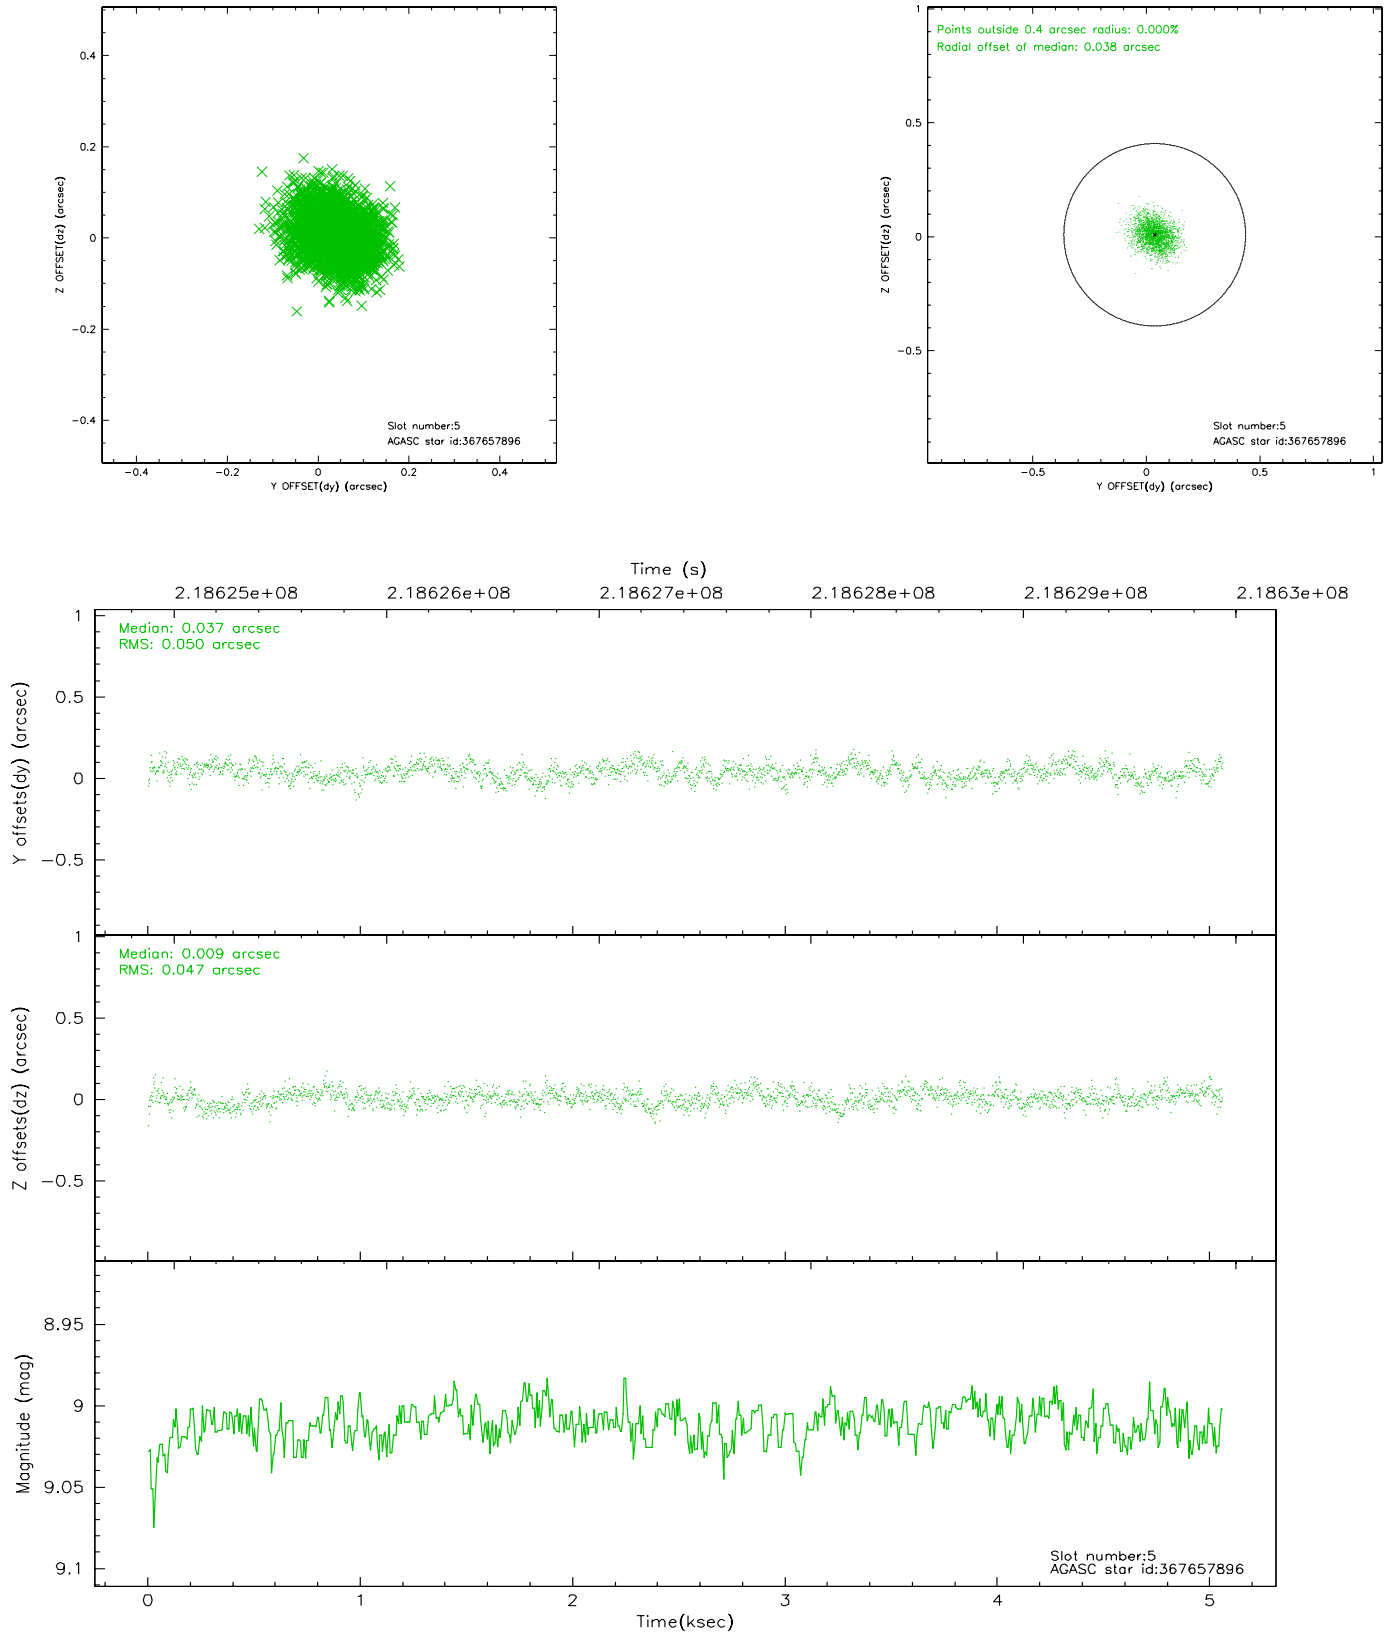 0.4
0.2
0
-0.2
-0.4
Z OFFSET(dz) (arcsec)
Slot number:5
AGASC star id:367657896
-0.4 -0.2 0 0.2 0.4
Y OFFSET(dy) (arcsec)
Points outside 0.4 arcsec radius: 0.000%
Radial offset of median: 0.038 arcsec
1
0.5
0
-0.5
Z OFFSET(dz) (arcsec)
Slot number:5
AGASC star id:367657896
-0.5 0 0.5 1
Y OFFSET(dy) (arcsec)
Time (s)
2.18625e+08 2.18626e+08 2.18627e+08 2.18628e+08 2.18629e+08 2.1863e+08
Median: 0.037 arcsec
RMS: 0.050 arcsec
1
0.5
0
-0.5
Y offsets(dy) (arcsec)
Median: 0.009 arcsec
RMS: 0.047 arcsec
1
0.5
0
-0.5
Z offsets(dz) (arcsec)
8.95
9
9.05
9.1
Magnitude (mag)
Slot number:5
AGASC star id:367657896
0 1 2 3 4 5
Time(ksec)